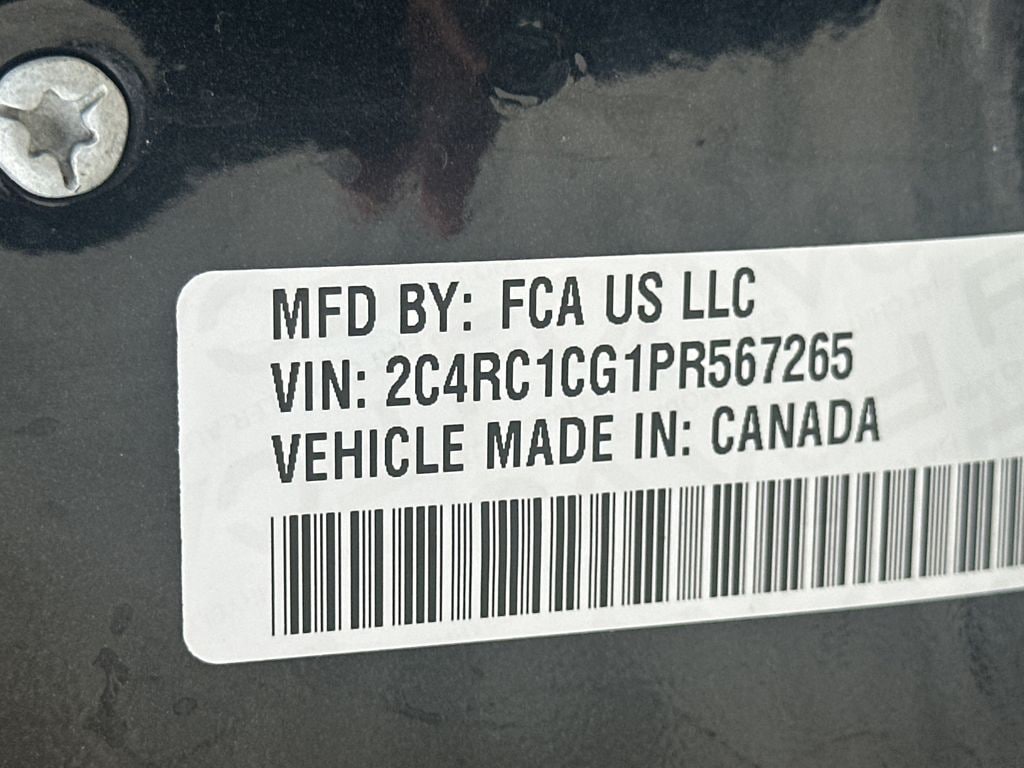 MFD BY: FCA US LLC
VIN: 2C4RC1CG1PR567265
VEHICLE MADE IN: CANADA